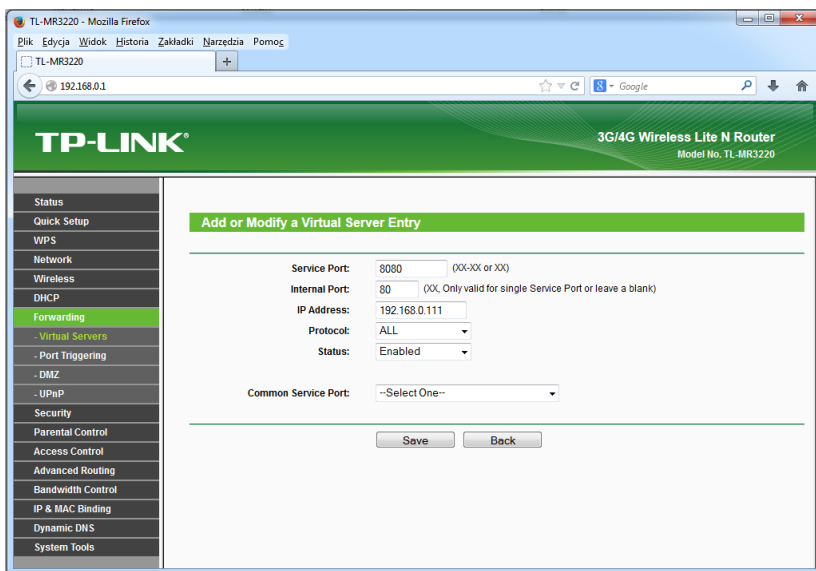 TL-MR3220 - Mozilla Firefox
Plik Edycja Widok Historia Zakładki Narzędzia Pomoc
TL-MR3220
192.168.0.1
Google
TP-LINK®
3G/4G Wireless Lite N Router
Model No. TL-MR3220
Status
Quick Setup
WPS
Network
Wireless
DHCP
Forwarding
- Virtual Servers
- Port Triggering
- DMZ
- UPnP
Security
Parental Control
Access Control
Advanced Routing
Bandwidth Control
IP & MAC Binding
Dynamic DNS
System Tools
Add or Modify a Virtual Server Entry
Service Port: 8080 (XX-XX or XX)
Internal Port: 80 (XX, Only valid for single Service Port or leave a blank)
IP Address: 192.168.0.111
Protocol: ALL
Status: Enabled
Common Service Port: --Select One--
Save Back